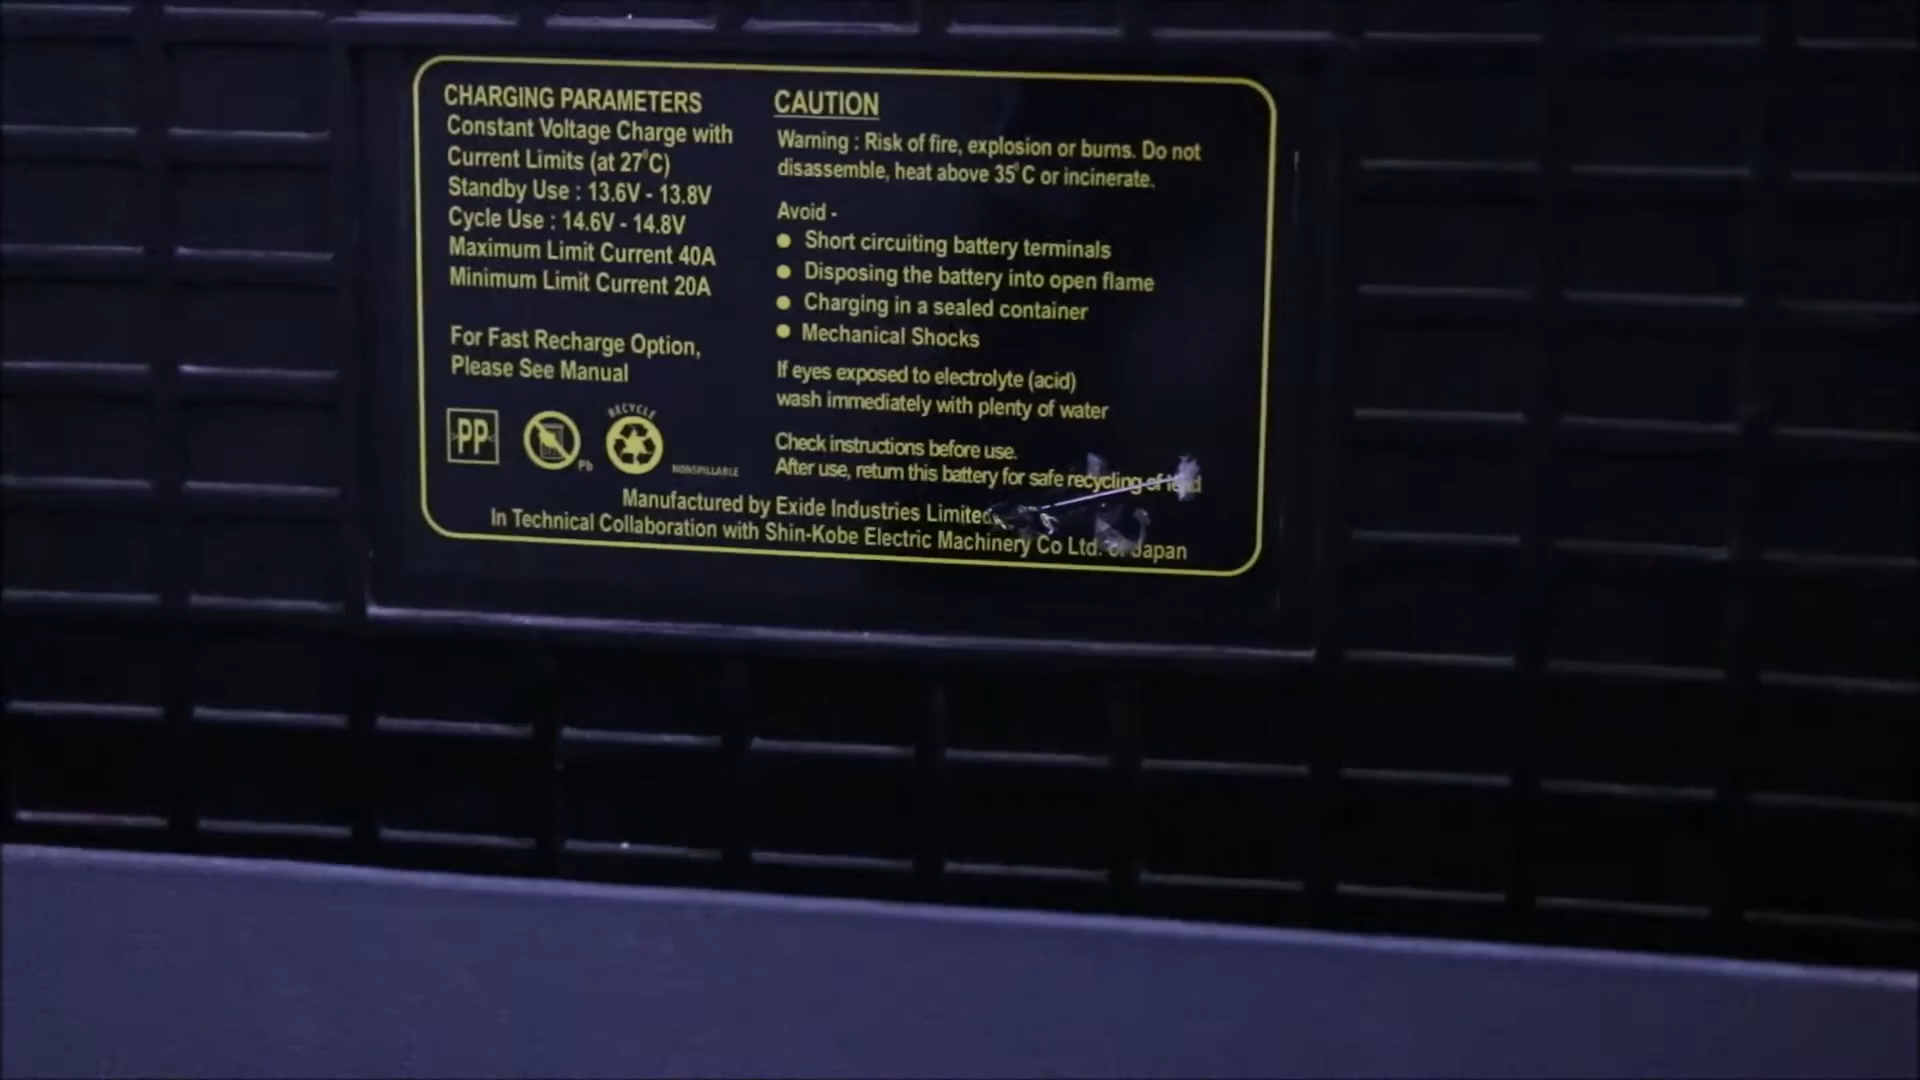 CHARGING PARAMETERS
Constant Voltage Charge with
Current Limits (at 27°C)
Standby Use : 13.6V - 13.8V
Cycle Use : 14.6V - 14.8V
Maximum Limit Current 40A
Minimum Limit Current 20A
For Fast Recharge Option,
Please See Manual
PP
Pb
RECYCLE
NONSPILLABLE
CAUTION
Warning : Risk of fire, explosion or burns. Do not
disassemble, heat above 35°C or incinerate.
Avoid -
● Short circuiting battery terminals
● Disposing the battery into open flame
● Charging in a sealed container
● Mechanical Shocks
If eyes exposed to electrolyte (acid)
wash immediately with plenty of water
Check instructions before use.
After use, return this battery for safe recycling of
Manufactured by Exide Industries Limited
In Technical Collaboration with Shin-Kobe Electric Machinery Co Ltd. of Japan